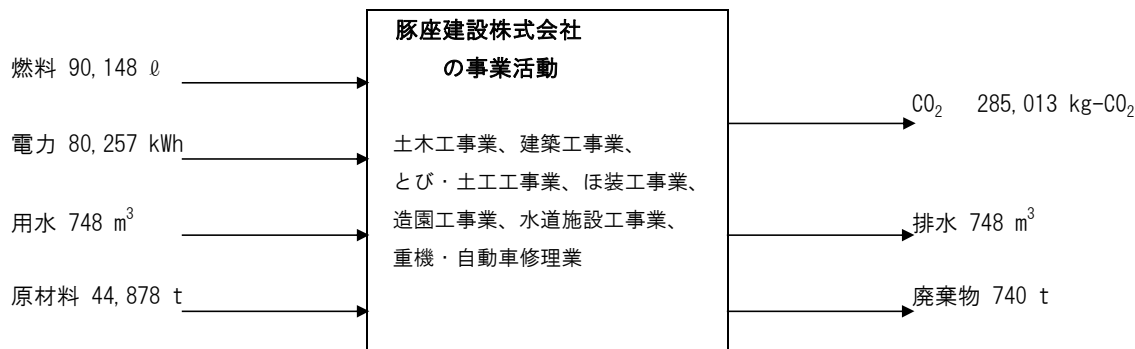 燃料 90,148 ℓ
電力 80,257 kWh
用水 748 m³
原材料 44,878 t
豚座建設株式会社
の事業活動
土木工事業、建築工事業、
とび・土工工事業、ほ装工事業、
造園工事業、水道施設工事業、
重機・自動車修理業
CO₂ 285,013 kg-CO₂
排水 748 m³
廃棄物 740 t